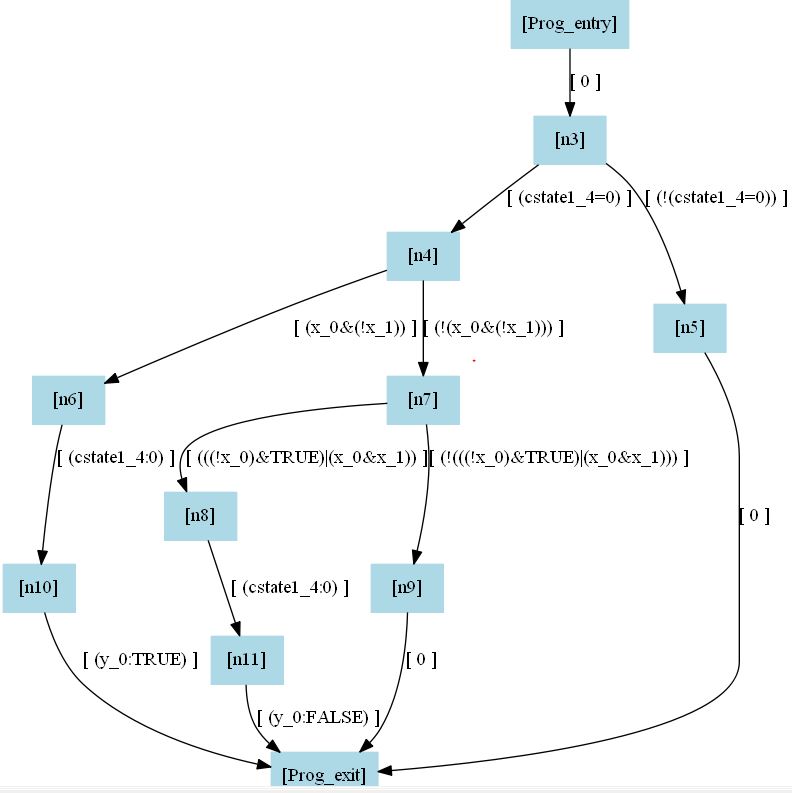 [Prog_entry]
[ 0 ]
[n3]
[ (cstate1_4=0) ]
[ (!(cstate1_4=0)) ]
[n4]
[n5]
[ (x_0&(!x_1)) ]
[ (!(x_0&(!x_1))) ]
[n6]
[n7]
[ (cstate1_4:0) ]
[ (((!x_0)&TRUE)|(x_0&x_1)) ]
[ (!(((!x_0)&TRUE)|(x_0&x_1))) ]
[n8]
[ 0 ]
[n10]
[ (cstate1_4:0) ]
[n9]
[ (y_0:TRUE) ]
[n11]
[ 0 ]
[ (y_0:FALSE) ]
[Prog_exit]